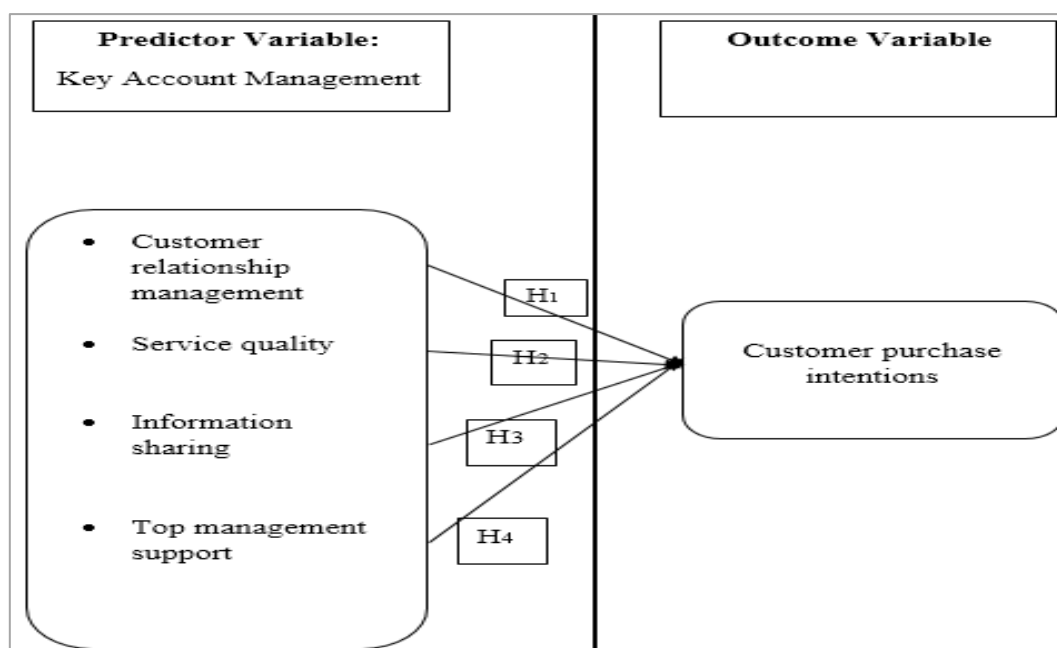 Predictor Variable:
Key Account Management
Outcome Variable
• Customer
relationship
management
• Service quality
• Information
sharing
• Top management
support
H1
H2
H3
H4
Customer purchase
intentions